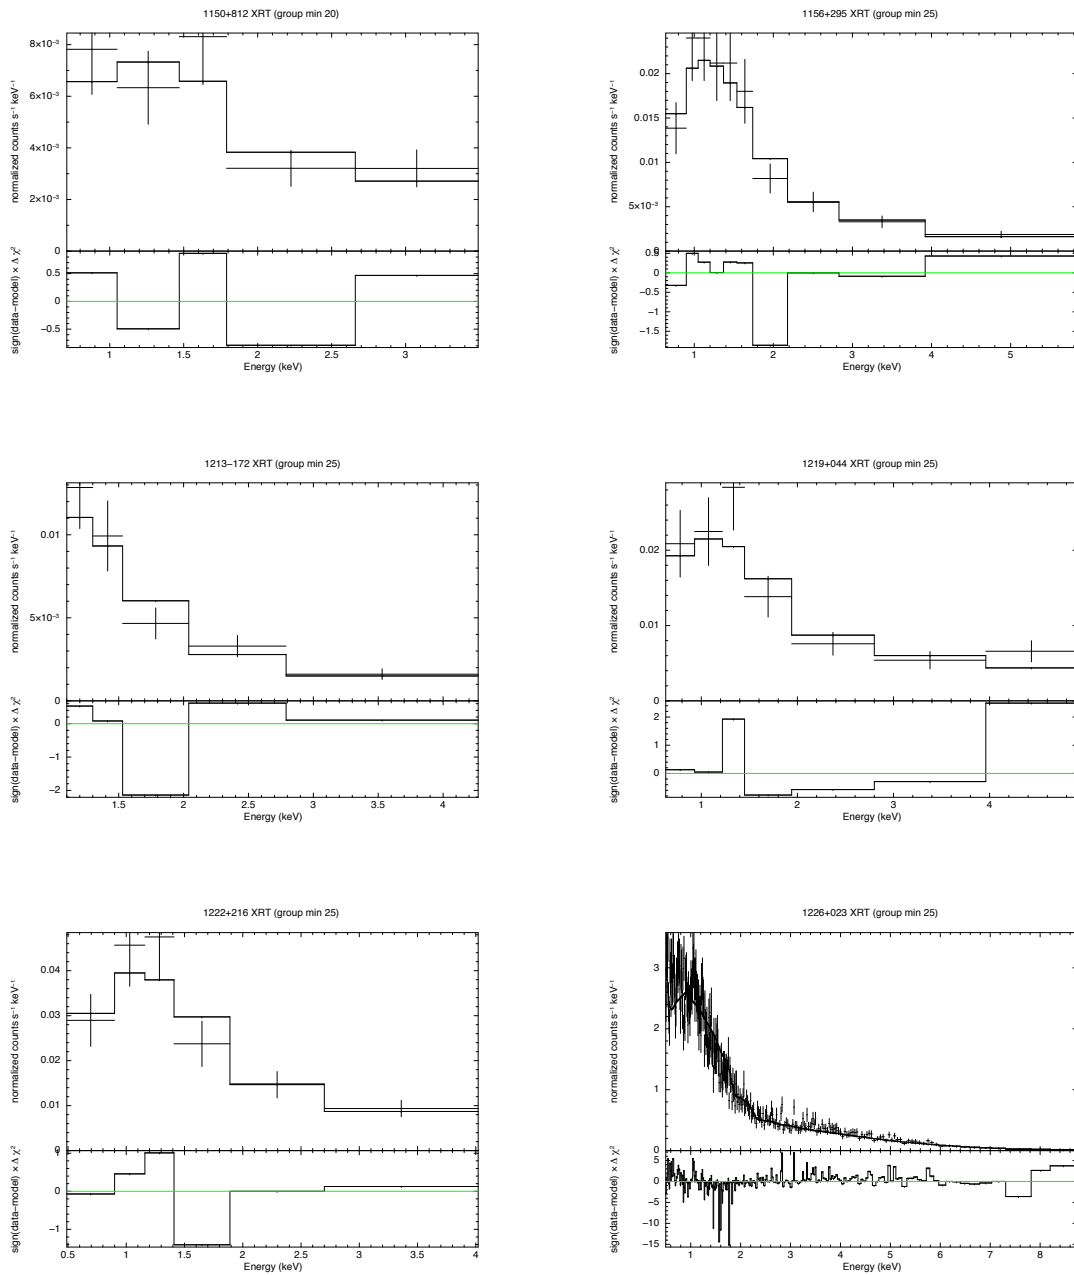 1150+812 XRT (group min 20)
normalized counts s⁻¹ keV⁻¹
8×10⁻³
6×10⁻³
4×10⁻³
2×10⁻³
0
sign(data−model) × Δ χ²
0.5
0
−0.5
1 1.5 2 2.5 3
Energy (keV)
1156+295 XRT (group min 25)
normalized counts s⁻¹ keV⁻¹
0.02
0.015
0.01
5×10⁻³
0
sign(data−model) × Δ χ²
0.5
0
−0.5
−1
−1.5
1 2 3 4 5
Energy (keV)
1213−172 XRT (group min 25)
normalized counts s⁻¹ keV⁻¹
0.01
5×10⁻³
0
sign(data−model) × Δ χ²
0
−1
−2
1.5 2 2.5 3 3.5 4
Energy (keV)
1219+044 XRT (group min 25)
normalized counts s⁻¹ keV⁻¹
0.02
0.01
0
sign(data−model) × Δ χ²
2
1
0
1 2 3 4
Energy (keV)
1222+216 XRT (group min 25)
normalized counts s⁻¹ keV⁻¹
0.04
0.03
0.02
0.01
0
sign(data−model) × Δ χ²
1
0
−1
0.5 1 1.5 2 2.5 3 3.5 4
Energy (keV)
1226+023 XRT (group min 25)
normalized counts s⁻¹ keV⁻¹
3
2
1
0
sign(data−model) × Δ χ²
5
0
−5
−10
−15
1 2 3 4 5 6 7 8
Energy (keV)